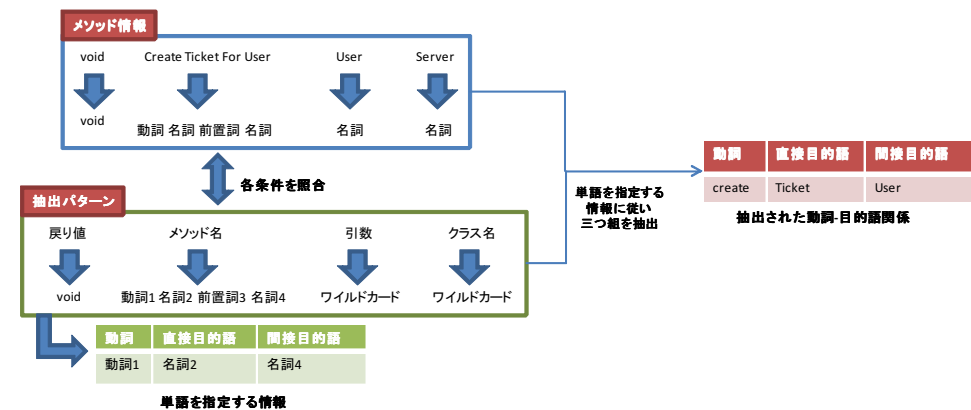 メソッド情報
void Create Ticket For User User Server
void 動詞 名詞 前置詞 名詞 名詞 名詞
各条件を照合
抽出パターン
戻り値 メソッド名 引数 クラス名
void 動詞1 名詞2 前置詞3 名詞4 ワイルドカード ワイルドカード
動詞 直接目的語 間接目的語
動詞1 名詞2 名詞4
単語を指定する情報
単語を指定する
情報に従い
三つ組を抽出
動詞 直接目的語 間接目的語
create Ticket User
抽出された動詞-目的語関係